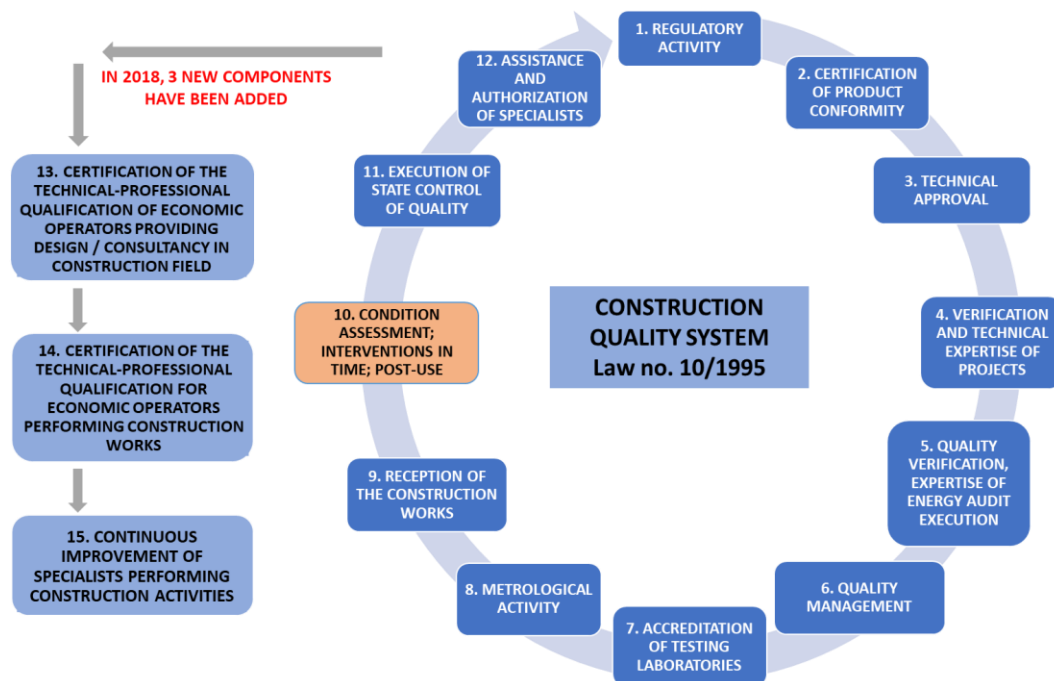 IN 2018, 3 NEW COMPONENTS
HAVE BEEN ADDED
1. REGULATORY
ACTIVITY
2. CERTIFICATION
OF PRODUCT
CONFORMITY
3. TECHNICAL
APPROVAL
4. VERIFICATION
AND TECHNICAL
EXPERTISE OF
PROJECTS
5. QUALITY
VERIFICATION,
EXPERTISE OF
ENERGY AUDIT
EXECUTION
6. QUALITY
MANAGEMENT
7. ACCREDITATION
OF TESTING
LABORATORIES
8. METROLOGICAL
ACTIVITY
9. RECEPTION OF
THE CONSTRUCTION
WORKS
10. CONDITION
ASSESSMENT;
INTERVENTIONS IN
TIME; POST-USE
11. EXECUTION OF
STATE CONTROL
OF QUALITY
12. ASSISTANCE
AND
AUTHORIZATION
OF SPECIALISTS
CONSTRUCTION
QUALITY SYSTEM
Law no. 10/1995
13. CERTIFICATION OF THE
TECHNICAL-PROFESSIONAL
QUALIFICATION OF ECONOMIC
OPERATORS PROVIDING
DESIGN / CONSULTANCY IN
CONSTRUCTION FIELD
14. CERTIFICATION OF THE
TECHNICAL-PROFESSIONAL
QUALIFICATION FOR
ECONOMIC OPERATORS
PERFORMING CONSTRUCTION
WORKS
15. CONTINUOUS
IMPROVEMENT OF
SPECIALISTS PERFORMING
CONSTRUCTION ACTIVITIES